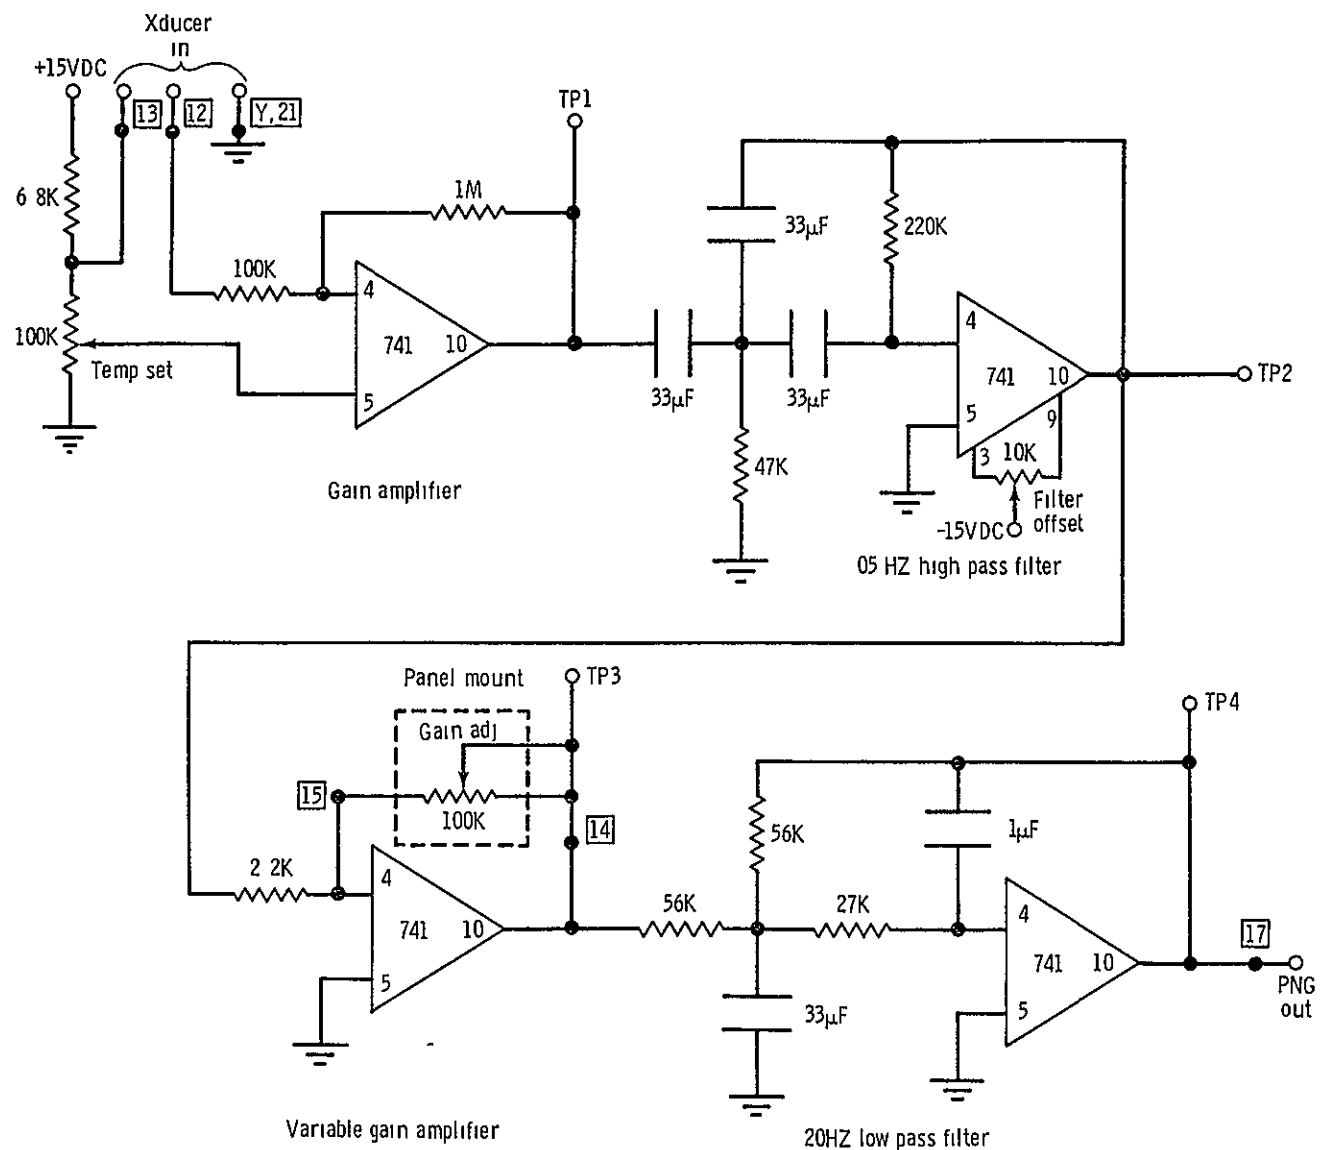 Xducer
in
+15VDC
13
12
Y, 21
TP1
6 8K
1M
33μF
220K
100K
4
741
10
5
100K
Temp set
33μF
33μF
4
741
10
5
9
3
10K
TP2
47K
Filter
offset
-15VDC
Gain amplifier
05 HZ high pass filter
Panel mount
TP3
TP4
Gain adj
15
100K
14
56K
1μF
2 2K
4
741
10
5
56K
27K
4
741
10
5
17
PNG
out
33μF
Variable gain amplifier
20HZ low pass filter